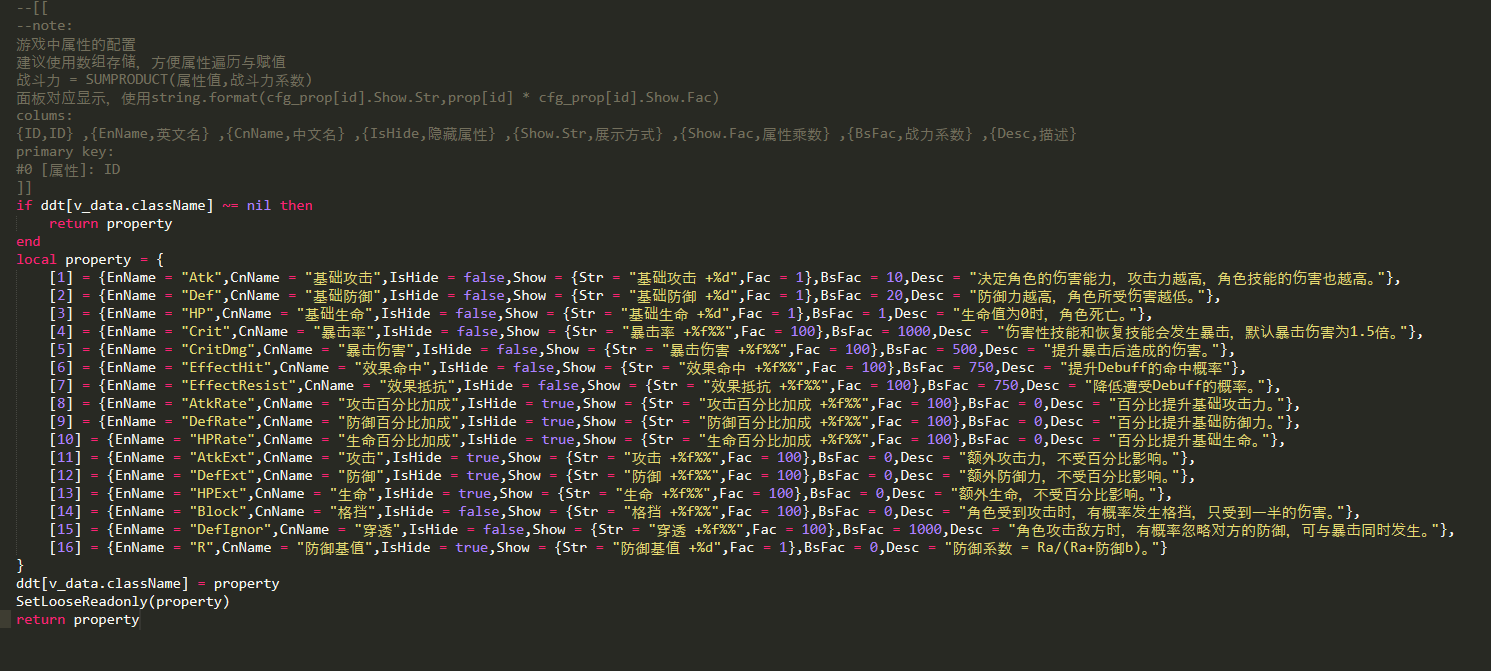 --[[
--note:
游戏中属性的配置
建议使用数组存储，方便属性遍历与赋值
战斗力 = SUMPRODUCT(属性值,战斗力系数)
面板对应显示，使用string.format(cfg_prop[id].Show.Str,prop[id] * cfg_prop[id].Show.Fac)
colums:
{ID,ID} ,{EnName,英文名} ,{CnName,中文名} ,{IsHide,隐藏属性} ,{Show.Str,展示方式} ,{Show.Fac,属性乘数} ,{BsFac,战力系数} ,{Desc,描述}
primary key:
#0 [属性]: ID
]]
if ddt[v_data.className] ~= nil then
    return property
end
local property = {
    [1] = {EnName = "Atk",CnName = "基础攻击",IsHide = false,Show = {Str = "基础攻击 +%d",Fac = 1},BsFac = 10,Desc = "决定角色的伤害能力，攻击力越高，角色技能的伤害也越高。"},
    [2] = {EnName = "Def",CnName = "基础防御",IsHide = false,Show = {Str = "基础防御 +%d",Fac = 1},BsFac = 20,Desc = "防御力越高，角色所受伤害越低。"},
    [3] = {EnName = "HP",CnName = "基础生命",IsHide = false,Show = {Str = "基础生命 +%d",Fac = 1},BsFac = 1,Desc = "生命值为0时，角色死亡。"},
    [4] = {EnName = "Crit",CnName = "暴击率",IsHide = false,Show = {Str = "暴击率 +%f%%",Fac = 100},BsFac = 1000,Desc = "伤害性技能和恢复技能会发生暴击，默认暴击伤害为1.5倍。"},
    [5] = {EnName = "CritDmg",CnName = "暴击伤害",IsHide = false,Show = {Str = "暴击伤害 +%f%%",Fac = 100},BsFac = 500,Desc = "提升暴击后造成的伤害。"},
    [6] = {EnName = "EffectHit",CnName = "效果命中",IsHide = false,Show = {Str = "效果命中 +%f%%",Fac = 100},BsFac = 750,Desc = "提升Debuff的命中概率"},
    [7] = {EnName = "EffectResist",CnName = "效果抵抗",IsHide = false,Show = {Str = "效果抵抗 +%f%%",Fac = 100},BsFac = 750,Desc = "降低遭受Debuff的概率。"},
    [8] = {EnName = "AtkRate",CnName = "攻击百分比加成",IsHide = true,Show = {Str = "攻击百分比加成 +%f%%",Fac = 100},BsFac = 0,Desc = "百分比提升基础攻击力。"},
    [9] = {EnName = "DefRate",CnName = "防御百分比加成",IsHide = true,Show = {Str = "防御百分比加成 +%f%%",Fac = 100},BsFac = 0,Desc = "百分比提升基础防御力。"},
    [10] = {EnName = "HPRate",CnName = "生命百分比加成",IsHide = true,Show = {Str = "生命百分比加成 +%f%%",Fac = 100},BsFac = 0,Desc = "百分比提升基础生命。"},
    [11] = {EnName = "AtkExt",CnName = "攻击",IsHide = true,Show = {Str = "攻击 +%f%%",Fac = 100},BsFac = 0,Desc = "额外攻击力，不受百分比影响。"},
    [12] = {EnName = "DefExt",CnName = "防御",IsHide = true,Show = {Str = "防御 +%f%%",Fac = 100},BsFac = 0,Desc = "额外防御力，不受百分比影响。"},
    [13] = {EnName = "HPExt",CnName = "生命",IsHide = true,Show = {Str = "生命 +%f%%",Fac = 100},BsFac = 0,Desc = "额外生命，不受百分比影响。"},
    [14] = {EnName = "Block",CnName = "格挡",IsHide = true,Show = {Str = "格挡 +%f%%",Fac = 100},BsFac = 0,Desc = "角色受到攻击时，有概率发生格挡，只受到一半的伤害。"},
    [15] = {EnName = "DefIgnor",CnName = "穿透",IsHide = false,Show = {Str = "穿透 +%f%%",Fac = 100},BsFac = 1000,Desc = "角色攻击敌方时，有概率忽略对方的防御，可与暴击同时发生。"},
    [16] = {EnName = "R",CnName = "防御基值",IsHide = true,Show = {Str = "防御基值 +%d",Fac = 1},BsFac = 0,Desc = "防御系数 = Ra/(Ra+防御b)。"}
}
ddt[v_data.className] = property
SetLooseReadonly(property)
return property